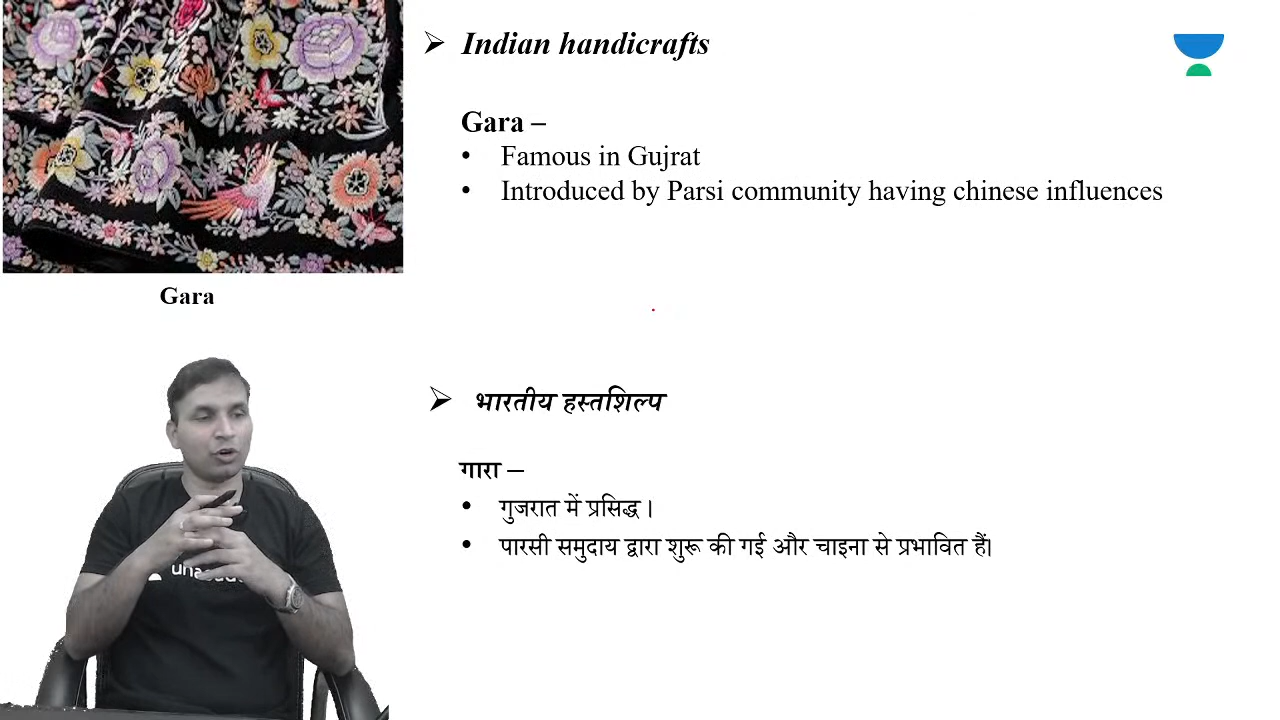 Indian handicrafts
Gara –
• Famous in Gujrat
• Introduced by Parsi community having chinese influences
Gara
भारतीय हस्तशिल्प
गारा –
• गुजरात में प्रसिद्ध ।
• पारसी समुदाय द्वारा शुरू की गई और चाइना से प्रभावित हैं।